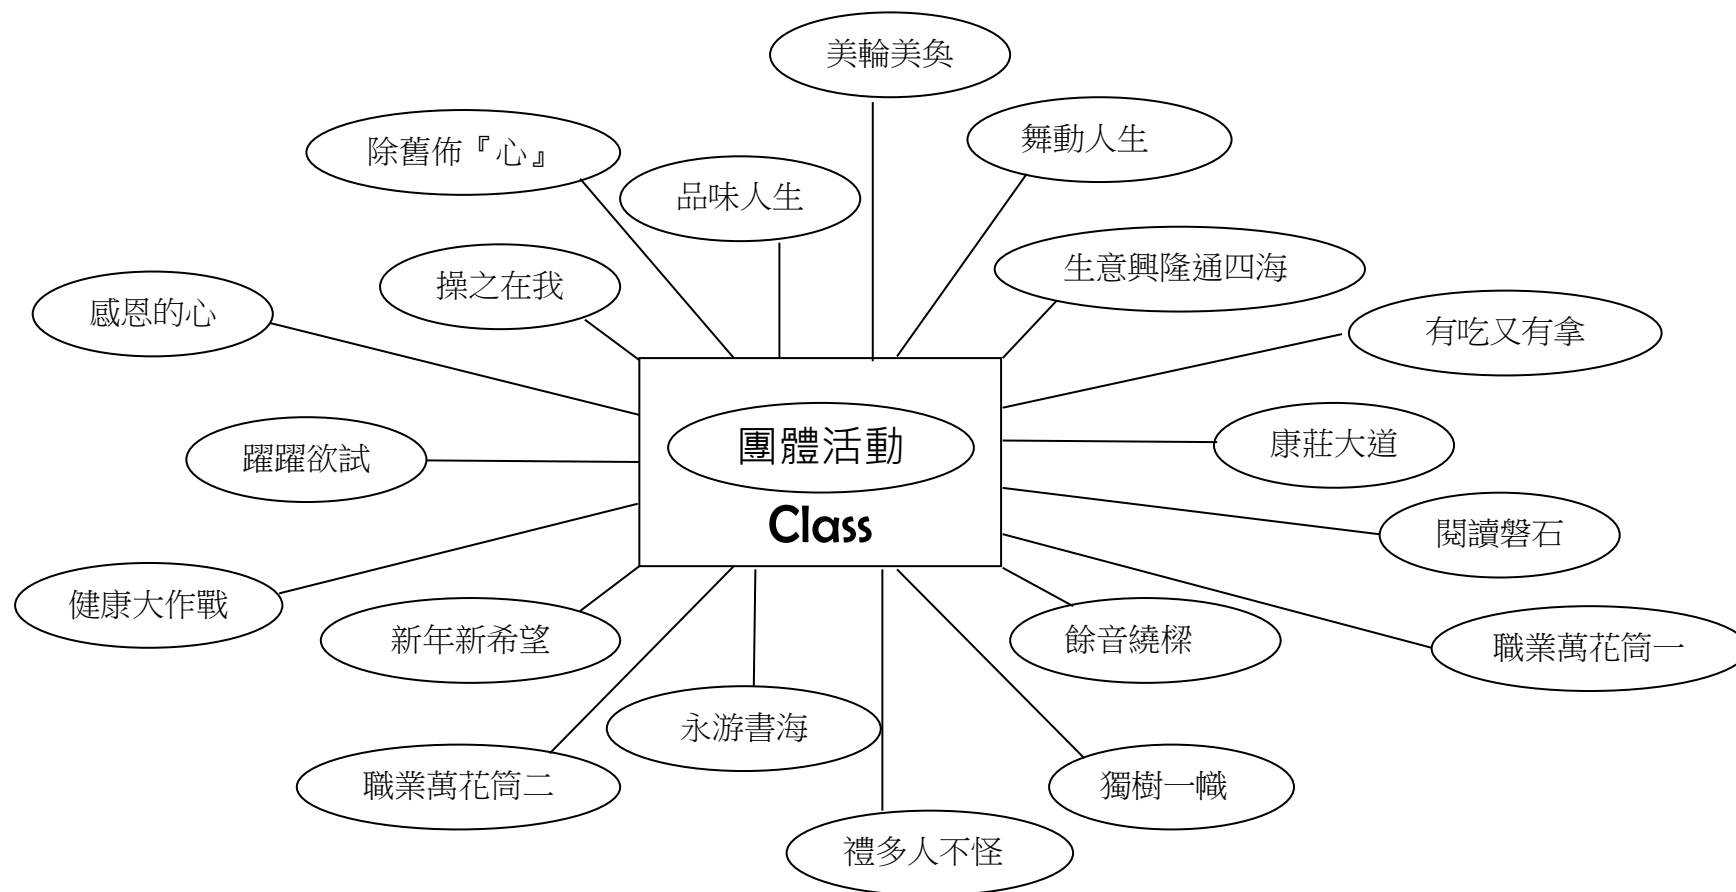 美輪美奐
舞動人生
除舊佈『心』
品味人生
生意興隆通四海
操之在我
感恩的心
有吃又有拿
團體活動
康莊大道
躍躍欲試
Class
閱讀磐石
健康大作戰
新年新希望
餘音繞樑
職業萬花筒一
永游書海
職業萬花筒二
獨樹一幟
禮多人不怪